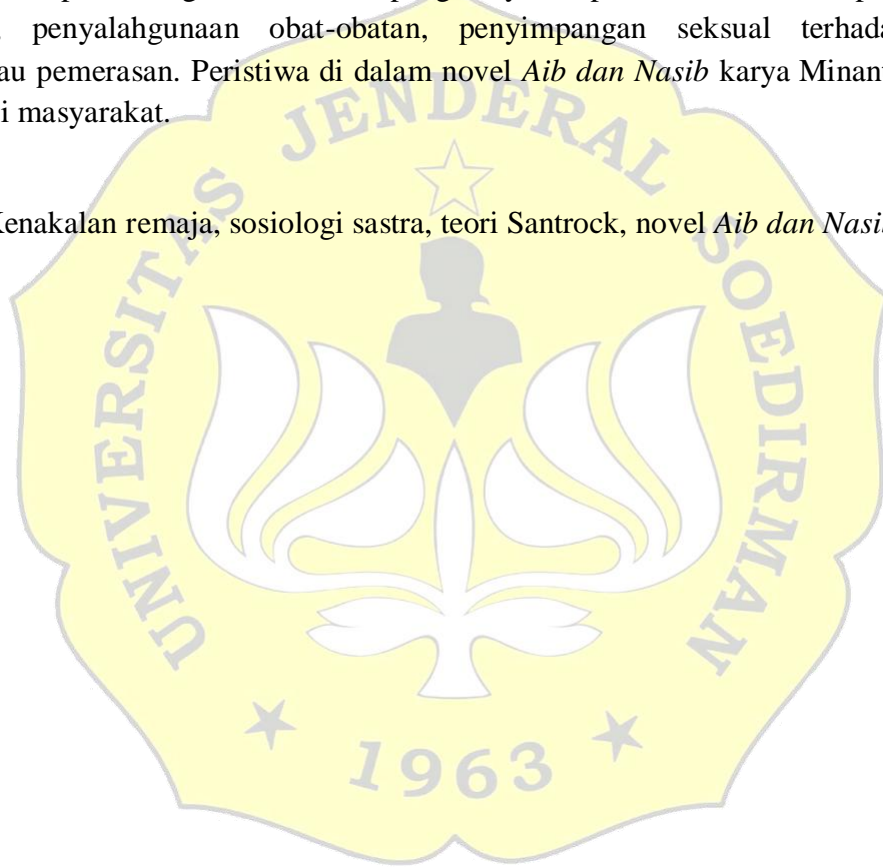 penyalahgunaan obat-obatan, penyimpangan seksual
pemerasan. Peristiwa di dalam novel Aib dan Nasib karya
masyarakat.
Kenakalan remaja, sosiologi sastra, teori Santrock, novel Aib dan
UNIVERSITAS JENDERAL SOEDIRMAN
1963